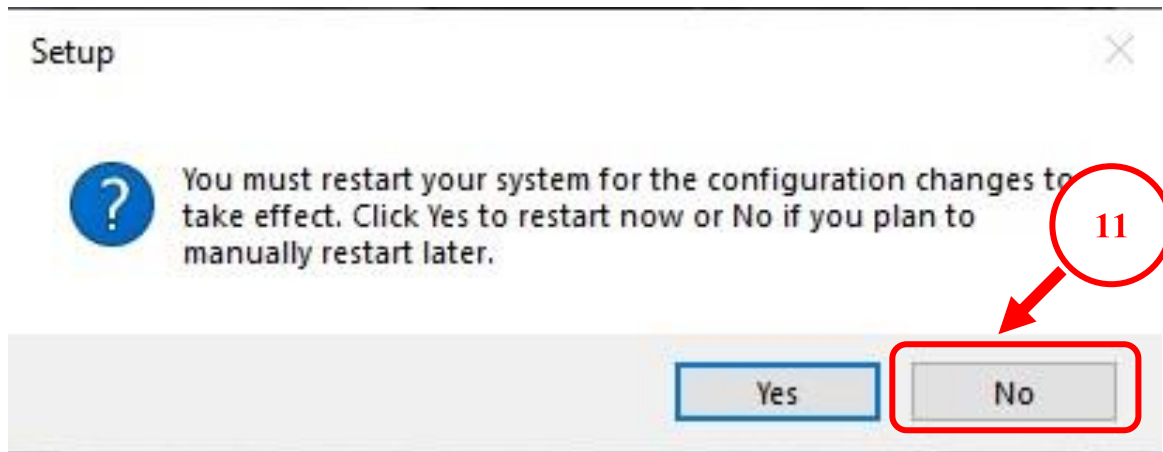 Setup
You must restart your system for the configuration changes to
take effect. Click Yes to restart now or No if you plan to
manually restart later.
11
Yes
No